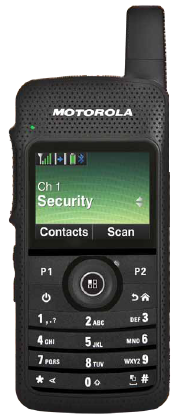 MOTOROLA
Ch 1
Security
Contacts Scan
P1 P2
1 .,? 2 ABC DEF 3
4 GHI 5 JKL MNO 6
7 PQRS 8 TUV WXYZ 9
* 0 #